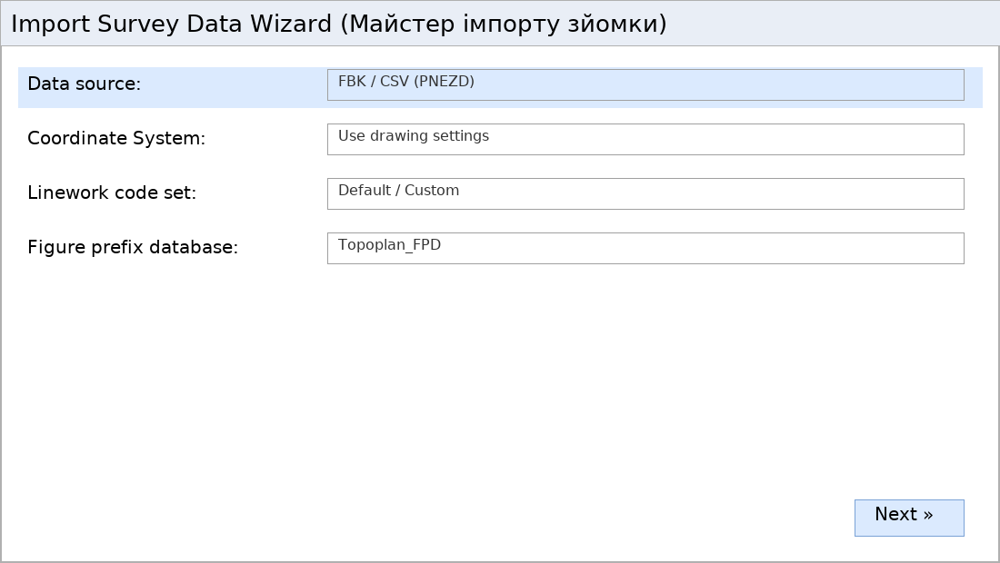 Import Survey Data Wizard (Майстер імпорту зйомки)
Data source: FBK / CSV (PNEZD)
Coordinate System: Use drawing settings
Linework code set: Default / Custom
Figure prefix database: Topoplan_FPD
Next »